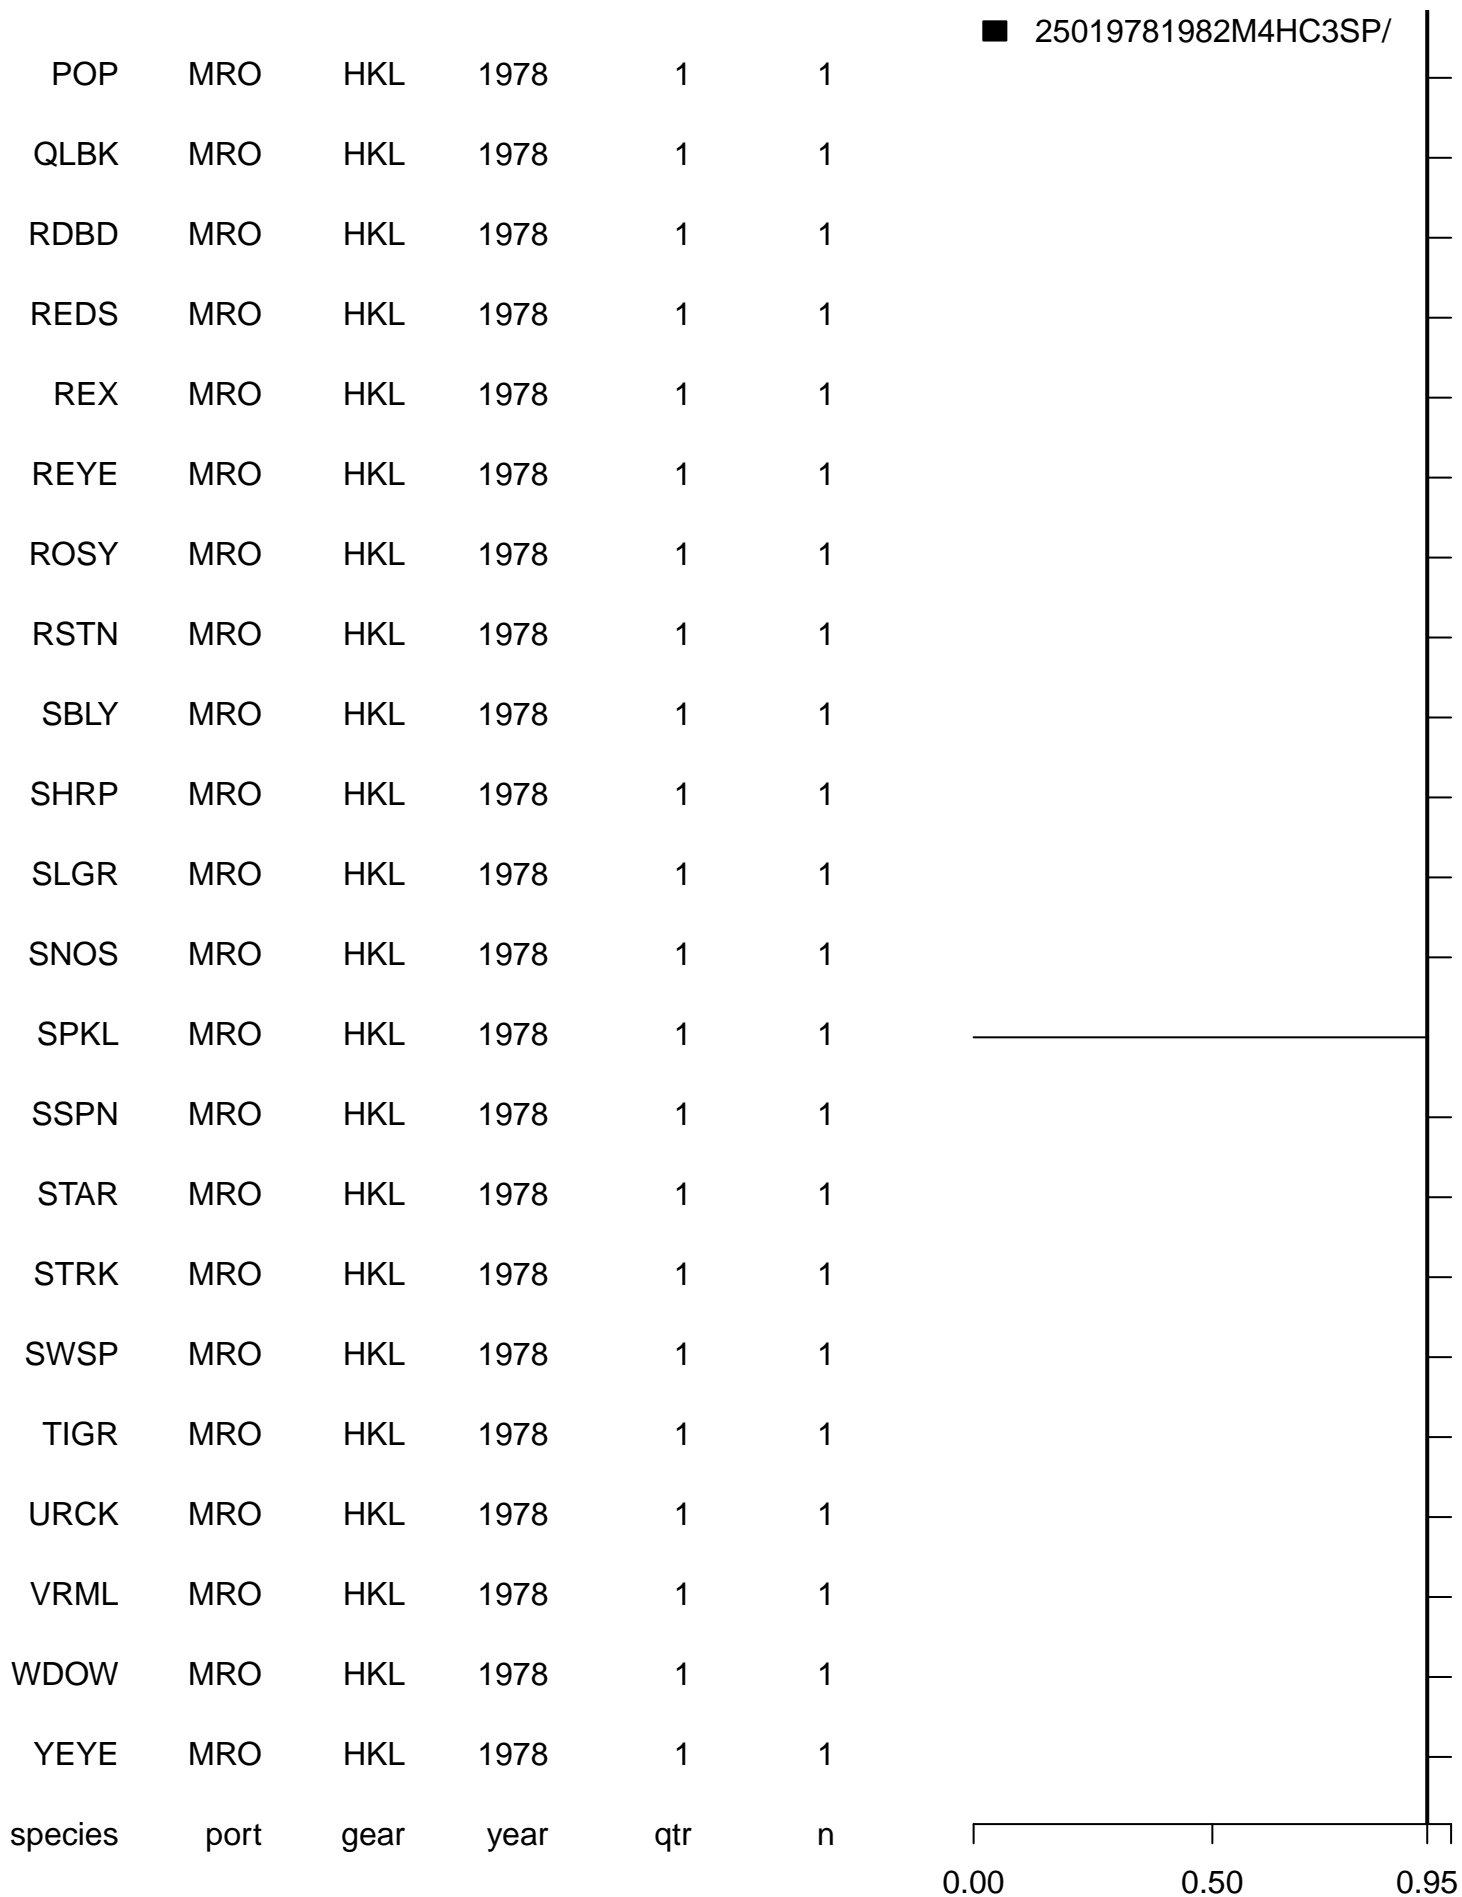 25019781982M4HC3SP/
POP MRO HKL 1978 1 1
QLBK MRO HKL 1978 1 1
RDBD MRO HKL 1978 1 1
REDS MRO HKL 1978 1 1
REX MRO HKL 1978 1 1
REYE MRO HKL 1978 1 1
ROSY MRO HKL 1978 1 1
RSTN MRO HKL 1978 1 1
SBLY MRO HKL 1978 1 1
SHRP MRO HKL 1978 1 1
SLGR MRO HKL 1978 1 1
SNOS MRO HKL 1978 1 1
SPKL MRO HKL 1978 1 1
SSPN MRO HKL 1978 1 1
STAR MRO HKL 1978 1 1
STRK MRO HKL 1978 1 1
SWSP MRO HKL 1978 1 1
TIGR MRO HKL 1978 1 1
URCK MRO HKL 1978 1 1
VRML MRO HKL 1978 1 1
WDOW MRO HKL 1978 1 1
YEYE MRO HKL 1978 1 1
species port gear year qtr n
0.00 0.50 0.95